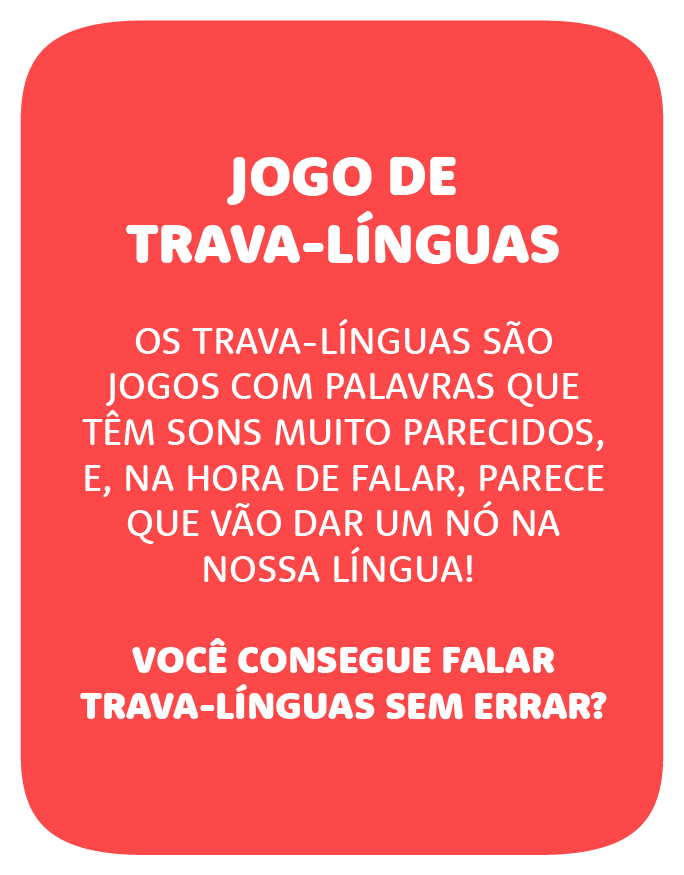 JOGO DE
TRAVA-LÍNGUAS
OS TRAVA-LÍNGUAS SÃO
JOGOS COM PALAVRAS QUE
TÊM SONS MUITO PARECIDOS,
E, NA HORA DE FALAR, PARECE
QUE VÃO DAR UM NÓ NA
NOSSA LÍNGUA!
VOCÊ CONSEGUE FALAR
TRAVA-LÍNGUAS SEM ERRAR?